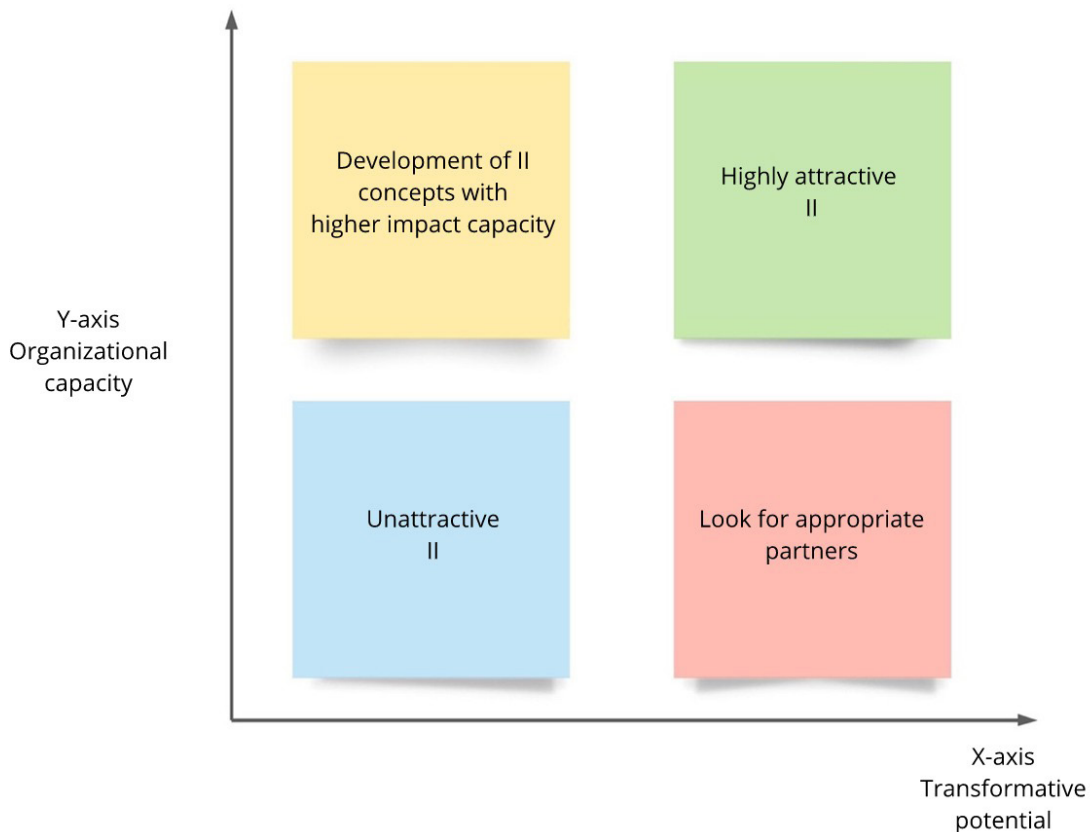 Development of II
concepts with
higher impact capacity
Highly attractive
II
Y-axis
Organizational
capacity
Unattractive
II
Look for appropriate
partners
X-axis
Transformative
potential